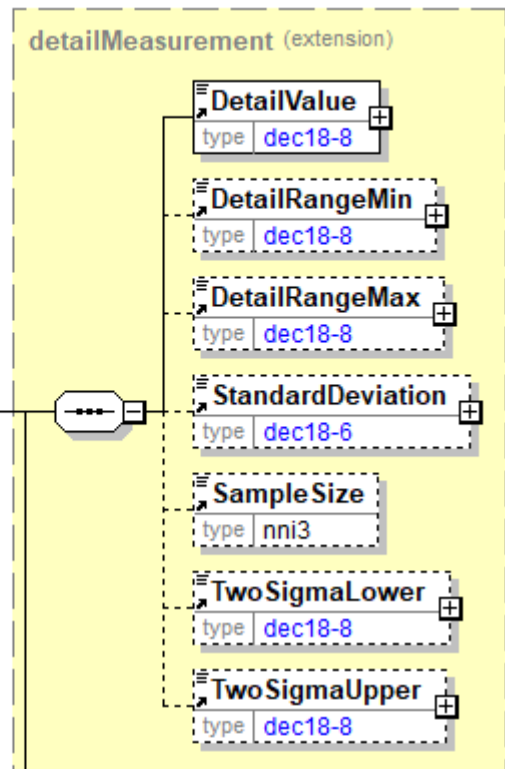 detailMeasurement (extension)
DetailValue
type dec18-8
DetailRangeMin
type dec18-8
DetailRangeMax
type dec18-8
StandardDeviation
type dec18-6
SampleSize
type nni3
TwoSigmaLower
type dec18-8
TwoSigmaUpper
type dec18-8